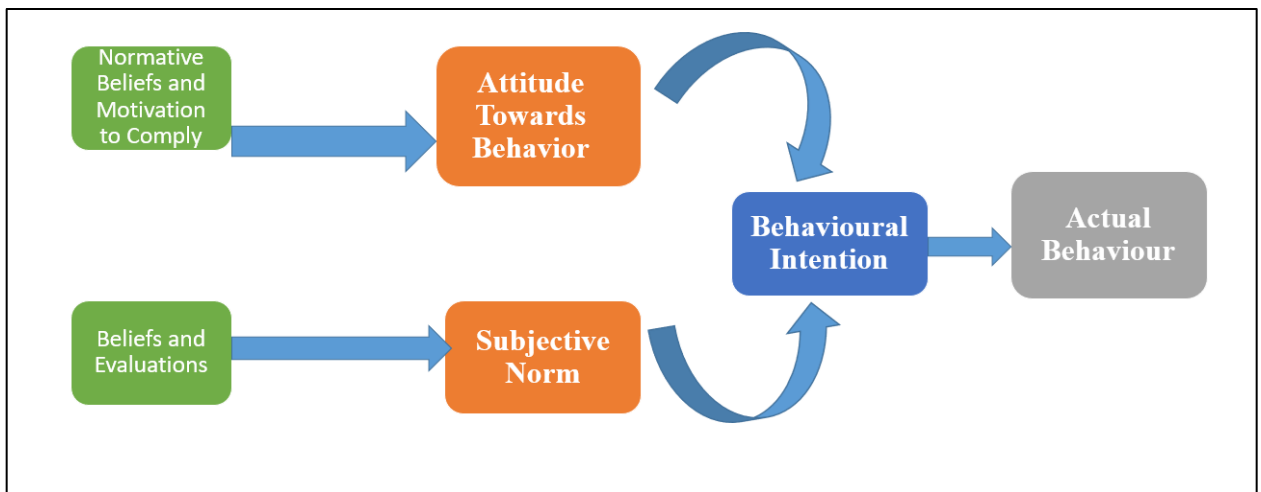 Normative
Beliefs and
Motivation
to Comply
Attitude
Towards
Behavior
Behavioural
Intention
Actual
Behaviour
Beliefs and
Evaluations
Subjective
Norm